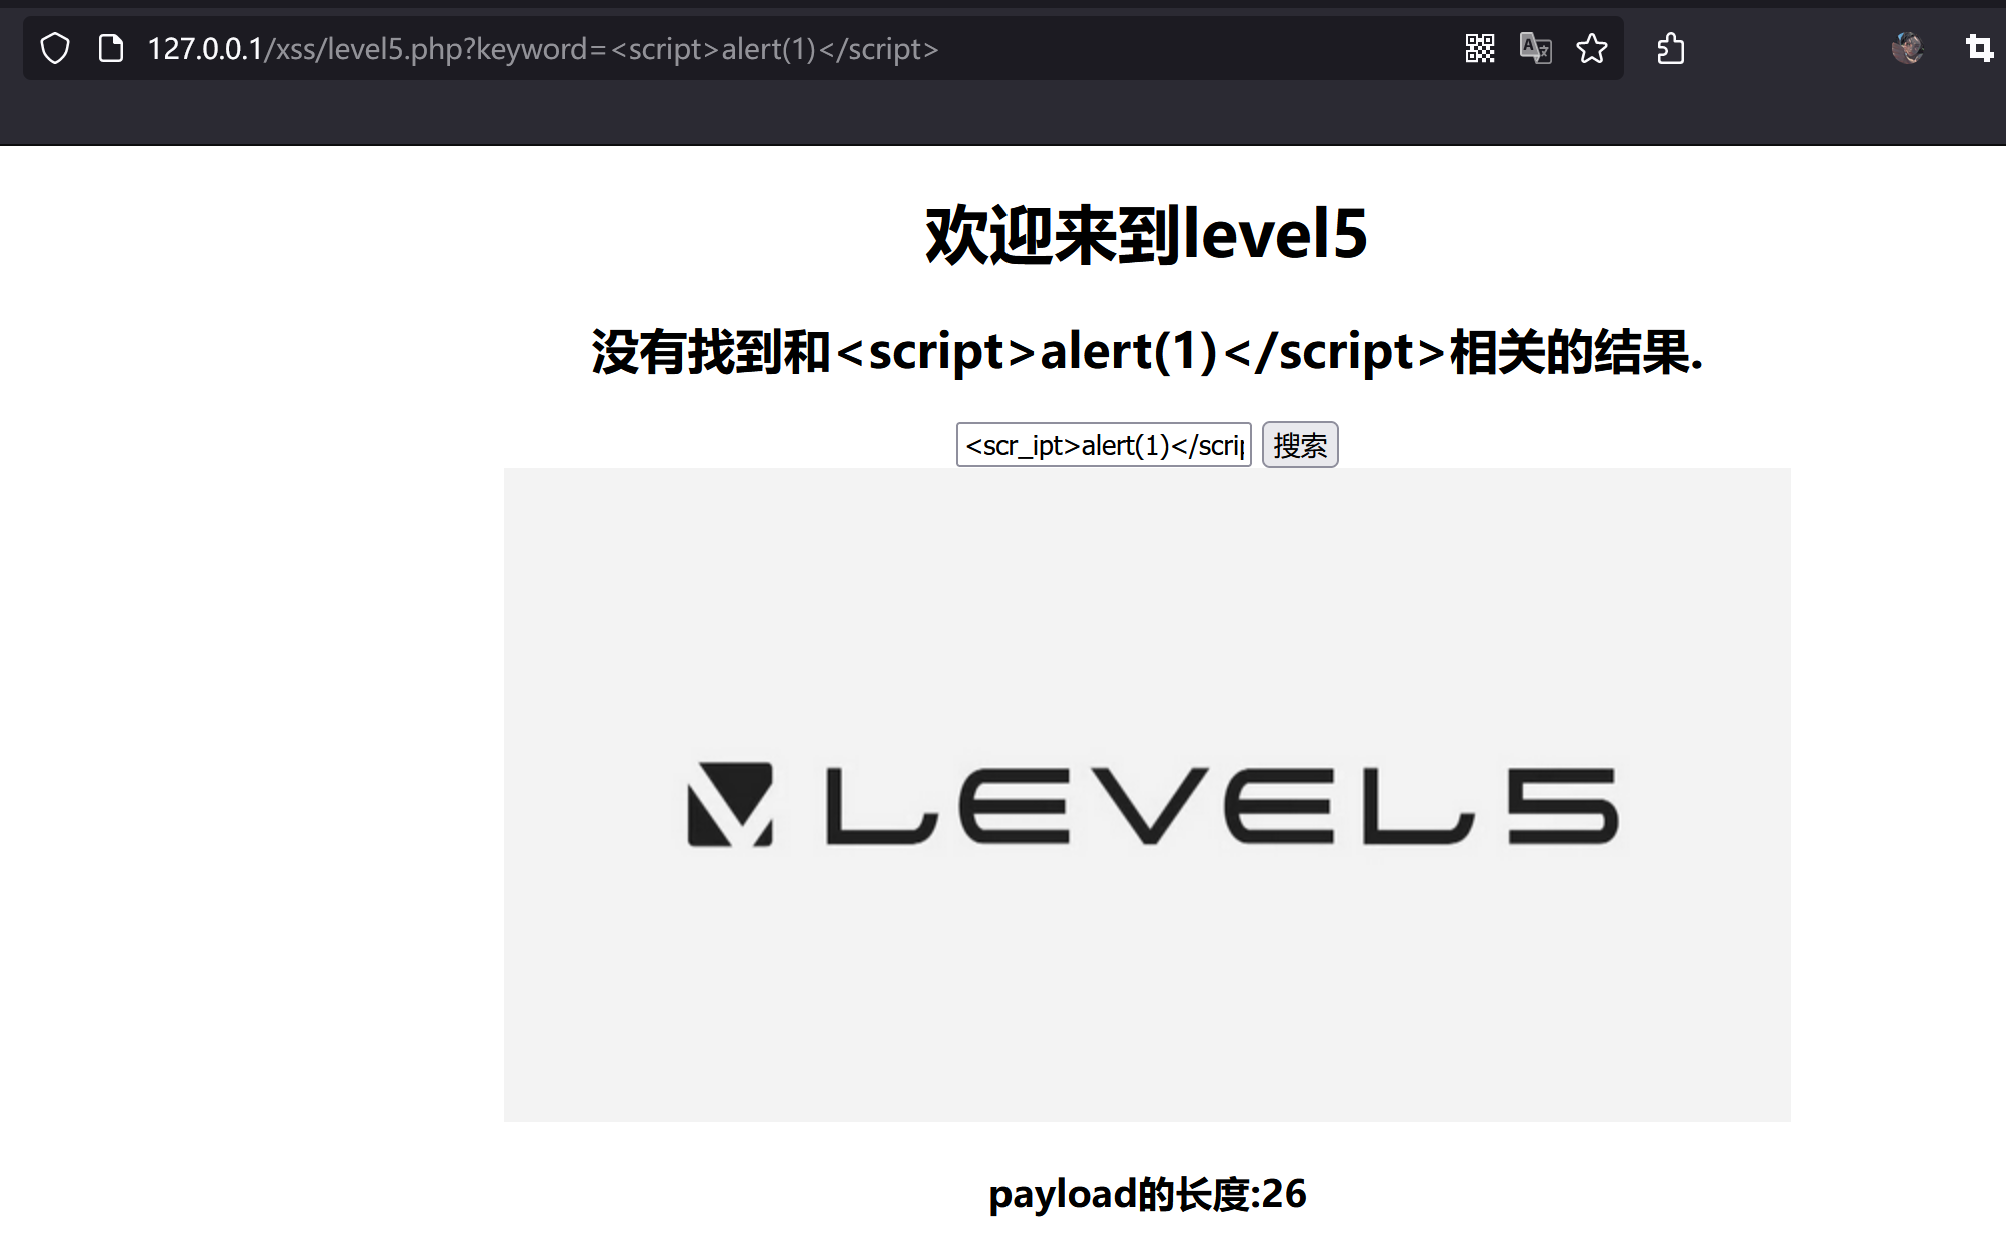 127.0.0.1/xss/level5.php?keyword=<script>alert(1)</script>
欢迎来到level5
没有找到和<script>alert(1)</script>相关的结果.
<scr_ipt>alert(1)</scrip 搜索
LEVEL5
payload的长度:26